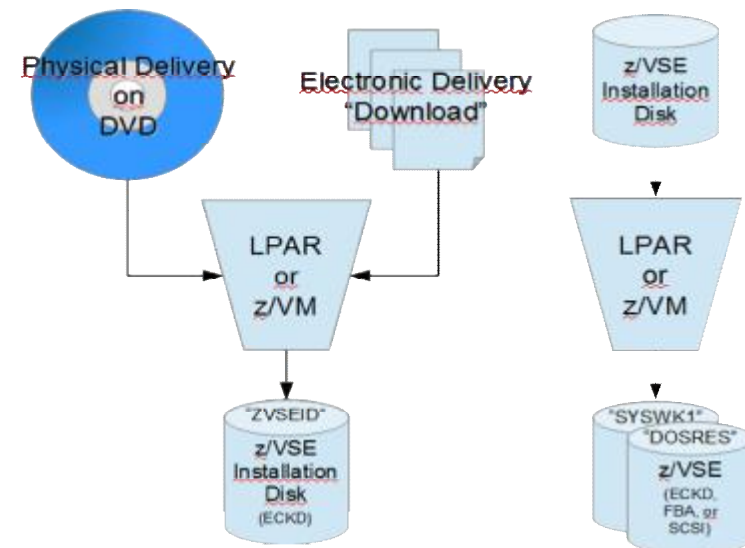 Physical Delivery
on
DVD
Electronic Delivery
“Download”
LPAR
or
z/VM
"ZVSEID"
z/VSE
Installation
Disk
(ECKD)
z/VSE
Installation
Disk
LPAR
or
z/VM
"SYSWK1"
"DOSRES"
z/VSE
(ECKD,
FBA, or
SCSI)